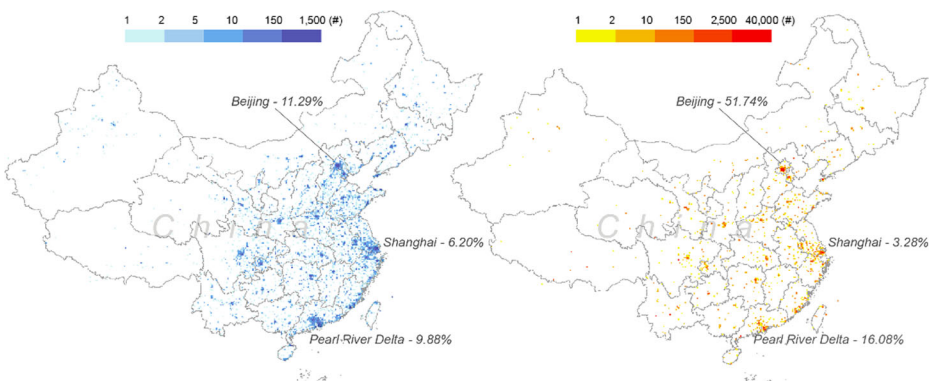 1 2 5 10 150 1,500 (#)
1 2 10 150 2,500 40,000 (#)
Beijing - 11.29%
Beijing - 51.74%
China
China
Shanghai - 6.20%
Shanghai - 3.28%
Pearl River Delta - 9.88%
Pearl River Delta - 16.08%